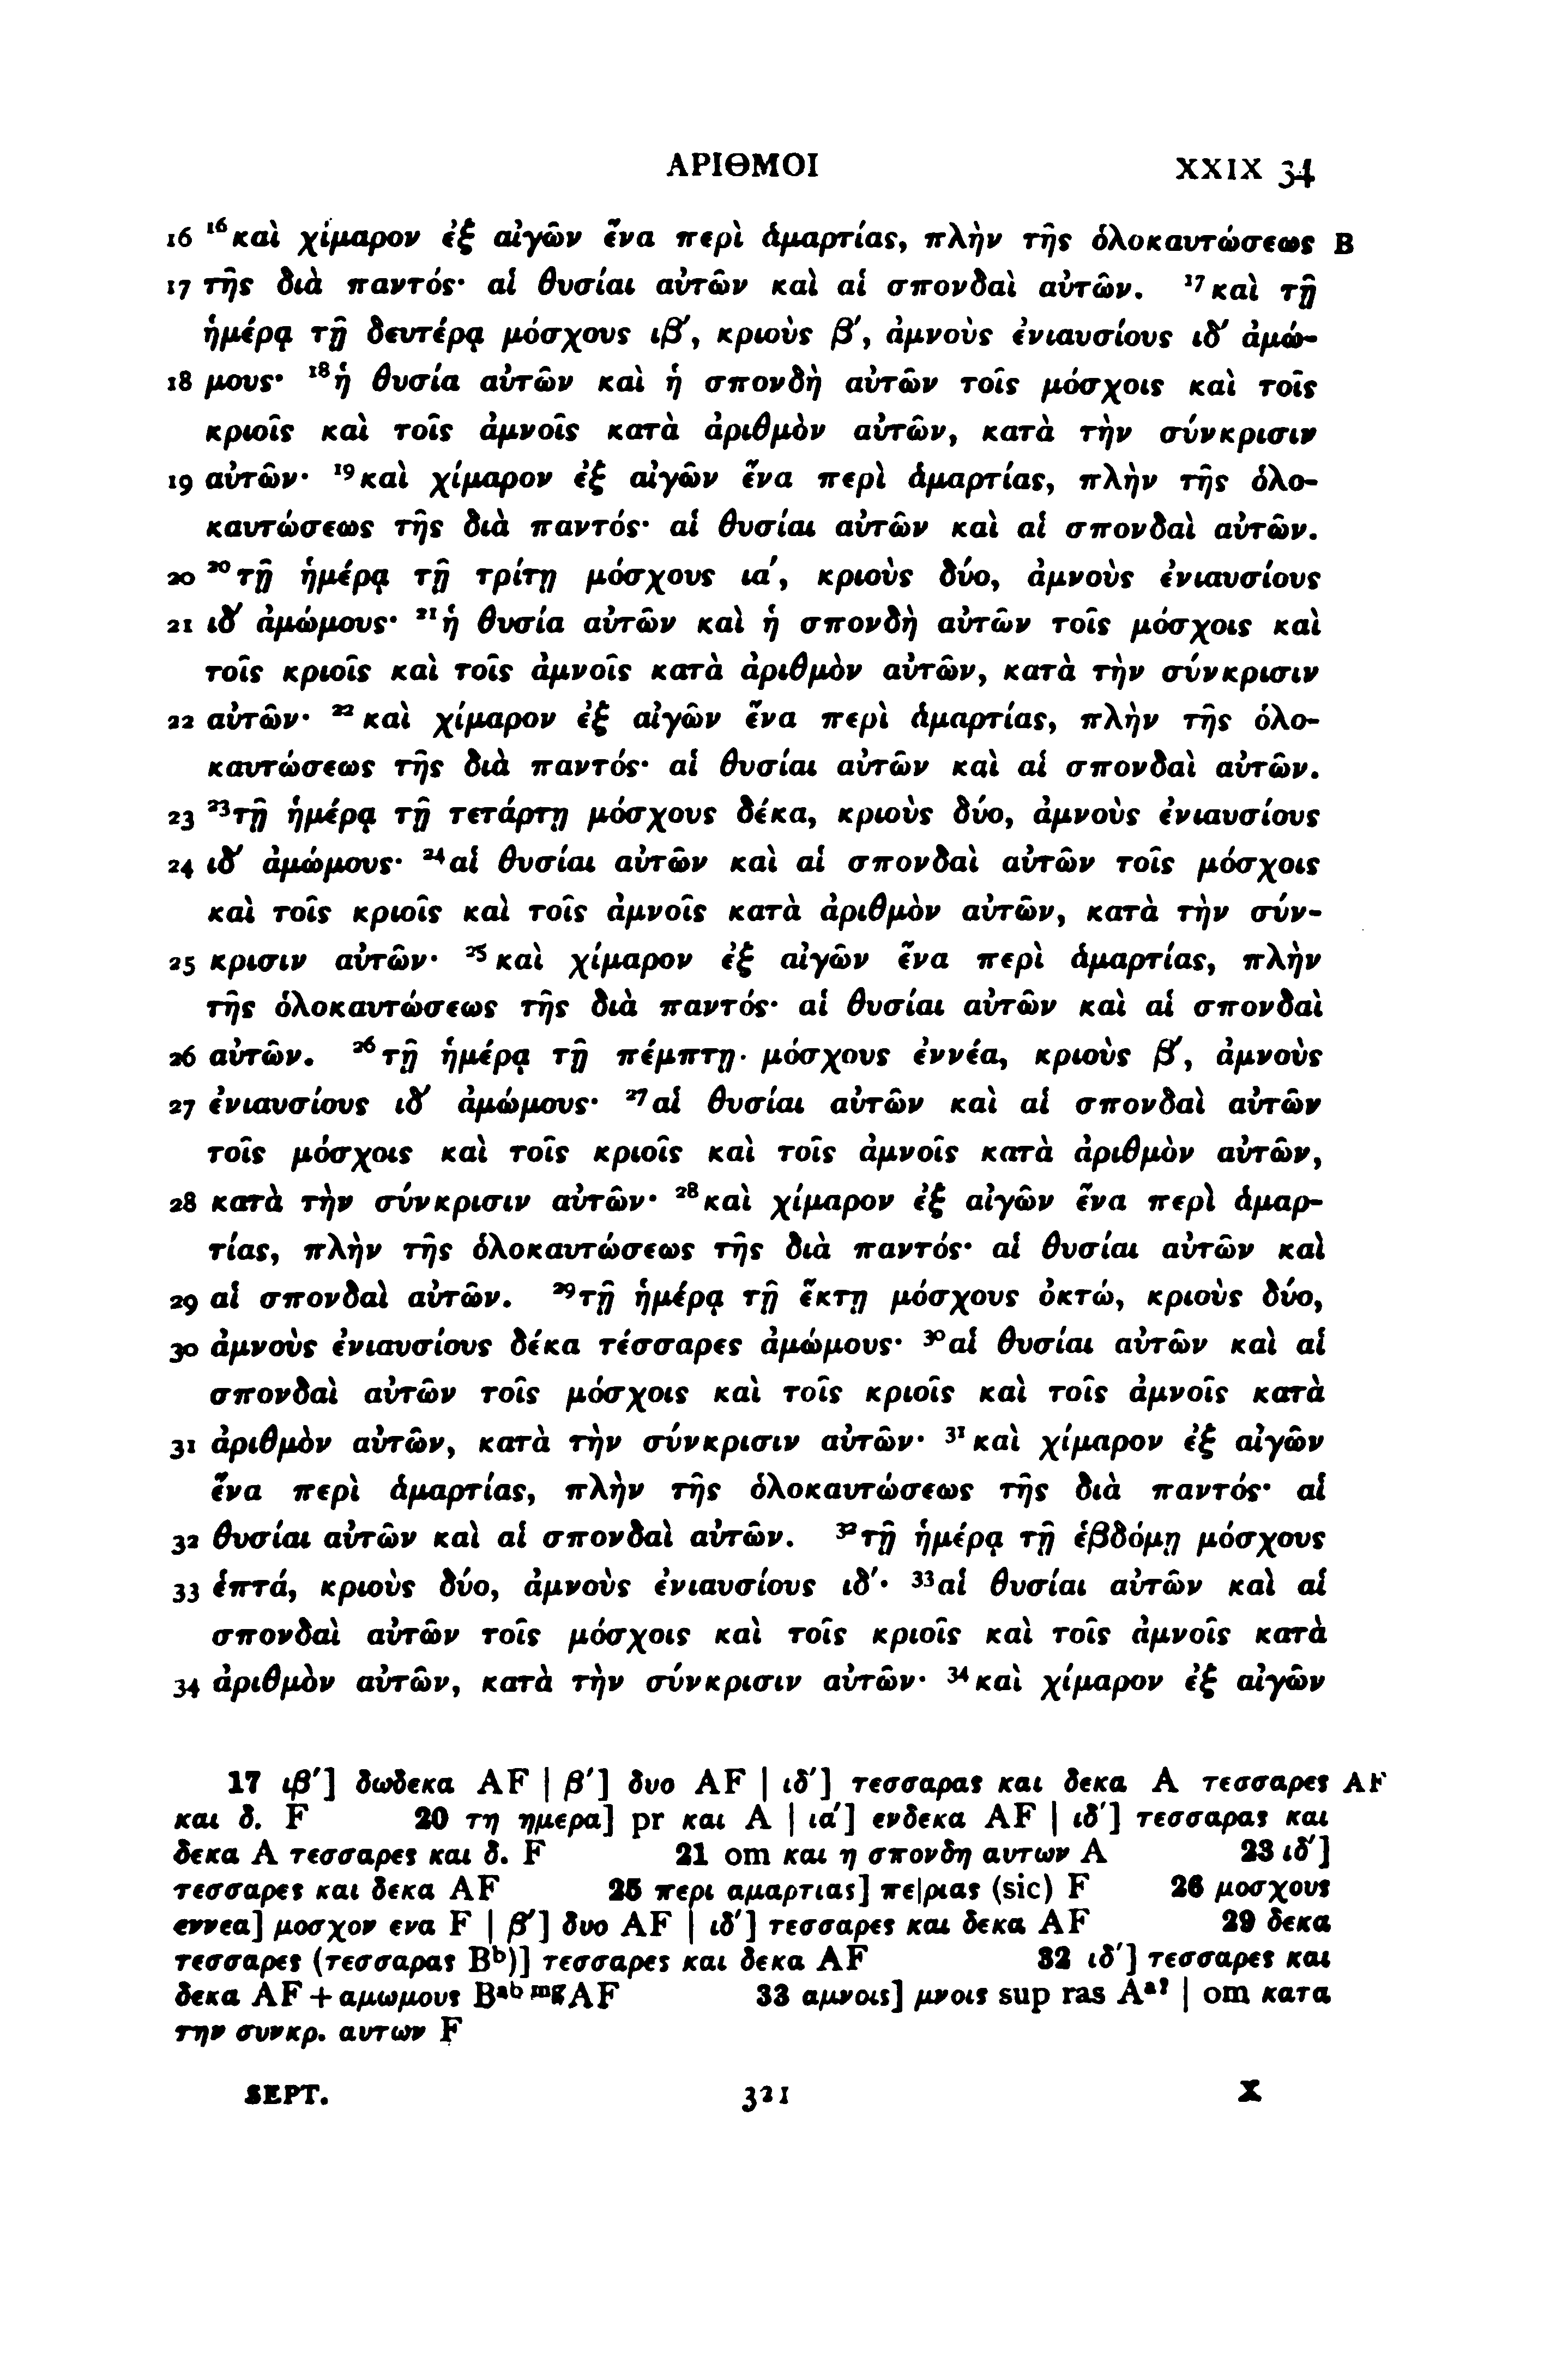 ΑΡΙΘΜΟΙ XXIX 34
16 ¹⁶καὶ χίμαρον ἐξ αἰγῶν ἕνα περὶ ἁμαρτίας, πλὴν τῆς ὁλοκαυτώσεως B
17 τῆς διὰ παντός· αἱ θυσίαι αὐτῶν καὶ αἱ σπονδαὶ αὐτῶν. ¹⁷καὶ τῇ
ἡμέρᾳ τῇ δευτέρᾳ μόσχους ιβ´, κριοὺς β´, ἀμνοὺς ἐνιαυσίους ιδ´ ἀμώ-
18 μους· ¹⁸ἡ θυσία αὐτῶν καὶ ἡ σπονδὴ αὐτῶν τοῖς μόσχοις καὶ τοῖς
κριοῖς καὶ τοῖς ἀμνοῖς κατὰ ἀριθμὸν αὐτῶν, κατὰ τὴν σύνκρισιν
19 αὐτῶν· ¹⁹καὶ χίμαρον ἐξ αἰγῶν ἕνα περὶ ἁμαρτίας, πλὴν τῆς ὁλο-
καυτώσεως τῆς διὰ παντός· αἱ θυσίαι αὐτῶν καὶ αἱ σπονδαὶ αὐτῶν.
20 ²⁰τῇ ἡμέρᾳ τῇ τρίτῃ μόσχους ια´, κριοὺς δύο, ἀμνοὺς ἐνιαυσίους
21 ιδ´ ἀμώμους· ²¹ἡ θυσία αὐτῶν καὶ ἡ σπονδὴ αὐτῶν τοῖς μόσχοις καὶ
τοῖς κριοῖς καὶ τοῖς ἀμνοῖς κατὰ ἀριθμὸν αὐτῶν, κατὰ τὴν σύνκρισιν
22 αὐτῶν· ²²καὶ χίμαρον ἐξ αἰγῶν ἕνα περὶ ἁμαρτίας, πλὴν τῆς ὁλο-
καυτώσεως τῆς διὰ παντός· αἱ θυσίαι αὐτῶν καὶ αἱ σπονδαὶ αὐτῶν.
23 ²³τῇ ἡμέρᾳ τῇ τετάρτῃ μόσχους δέκα, κριοὺς δύο, ἀμνοὺς ἐνιαυσίους
24 ιδ´ ἀμώμους· ²⁴αἱ θυσίαι αὐτῶν καὶ αἱ σπονδαὶ αὐτῶν τοῖς μόσχοις
καὶ τοῖς κριοῖς καὶ τοῖς ἀμνοῖς κατὰ ἀριθμὸν αὐτῶν, κατὰ τὴν σύν-
25 κρισιν αὐτῶν· ²⁵καὶ χίμαρον ἐξ αἰγῶν ἕνα περὶ ἁμαρτίας, πλὴν
τῆς ὁλοκαυτώσεως τῆς διὰ παντός· αἱ θυσίαι αὐτῶν καὶ αἱ σπονδαὶ
26 αὐτῶν. ²⁶τῇ ἡμέρᾳ τῇ πέμπτῃ· μόσχους ἐννέα, κριοὺς β´, ἀμνοὺς
27 ἐνιαυσίους ιδ´ ἀμώμους· ²⁷αἱ θυσίαι αὐτῶν καὶ αἱ σπονδαὶ αὐτῶν
τοῖς μόσχοις καὶ τοῖς κριοῖς καὶ τοῖς ἀμνοῖς κατὰ ἀριθμὸν αὐτῶν,
28 κατὰ τὴν σύνκρισιν αὐτῶν· ²⁸καὶ χίμαρον ἐξ αἰγῶν ἕνα περὶ ἁμαρ-
τίας, πλὴν τῆς ὁλοκαυτώσεως τῆς διὰ παντός· αἱ θυσίαι αὐτῶν καὶ
29 αἱ σπονδαὶ αὐτῶν. ²⁹τῇ ἡμέρᾳ τῇ ἕκτῃ μόσχους ὀκτώ, κριοὺς δύο,
30 ἀμνοὺς ἐνιαυσίους δέκα τέσσαρες ἀμώμους· ³⁰αἱ θυσίαι αὐτῶν καὶ αἱ
σπονδαὶ αὐτῶν τοῖς μόσχοις καὶ τοῖς κριοῖς καὶ τοῖς ἀμνοῖς κατὰ
31 ἀριθμὸν αὐτῶν, κατὰ τὴν σύνκρισιν αὐτῶν· ³¹καὶ χίμαρον ἐξ αἰγῶν
ἕνα περὶ ἁμαρτίας, πλὴν τῆς ὁλοκαυτώσεως τῆς διὰ παντός· αἱ
32 θυσίαι αὐτῶν καὶ αἱ σπονδαὶ αὐτῶν. ³²τῇ ἡμέρᾳ τῇ ἑβδόμῃ μόσχους
33 ἑπτά, κριοὺς δύο, ἀμνοὺς ἐνιαυσίους ιδ´· ³³αἱ θυσίαι αὐτῶν καὶ αἱ
σπονδαὶ αὐτῶν τοῖς μόσχοις καὶ τοῖς κριοῖς καὶ τοῖς ἀμνοῖς κατὰ
34 ἀριθμὸν αὐτῶν, κατὰ τὴν σύνκρισιν αὐτῶν· ³⁴καὶ χίμαρον ἐξ αἰγῶν
17 ιβ´] δωδεκα AF | β´] δυο AF | ιδ´] τεσσαρας και δεκα A τεσσαρες AF
και δ. F 20 τη ημερα] pr και A | ια´] ενδεκα AF | ιδ´] τεσσαρας και
δεκα A τεσσαρες και δ. F 21 om και η σπονδη αυτων A 23 ιδ´]
τεσσαρες και δεκα AF 25 περι αμαρτιας] πε|ριας (sic) F 26 μοσχους
εννεα] μοσχον ενα F | β´] δυο AF | ιδ´] τεσσαρες και δεκα AF 29 δεκα
τεσσαρες (τεσσαρας Bᵇ)] τεσσαρες και δεκα AF 32 ιδ´] τεσσαρες και
δεκα AF + αμωμους Bᵃᵇ ᵐᵍ AF 33 αμνοις] μνοις sup ras Aᵃ? | om κατα
την συνκρ. αυτων F
SEPT. 321 X